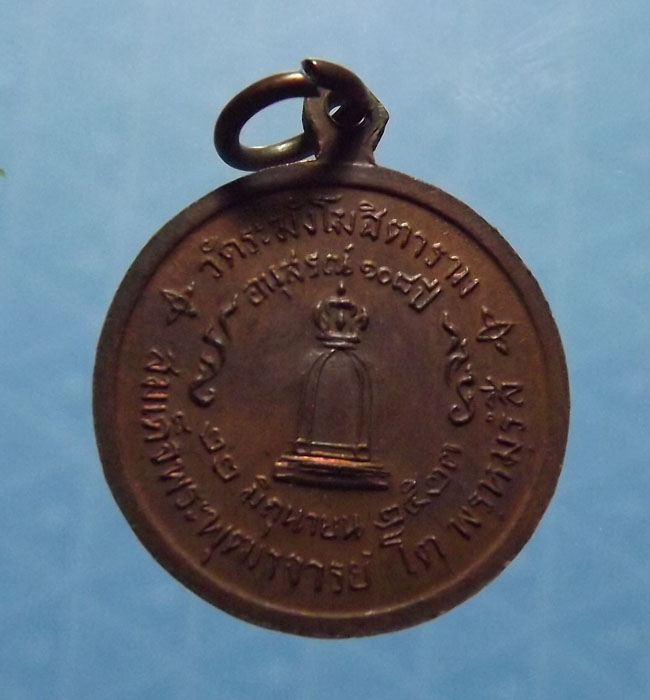 วัดระฆังโฆสิตาราม
อนุสรณ์ ๑๐๘ ปี
๒๒ มิถุนายน ๒๕๒๓
สมเด็จพระพุฒาจารย์ โต พรหมรังสี